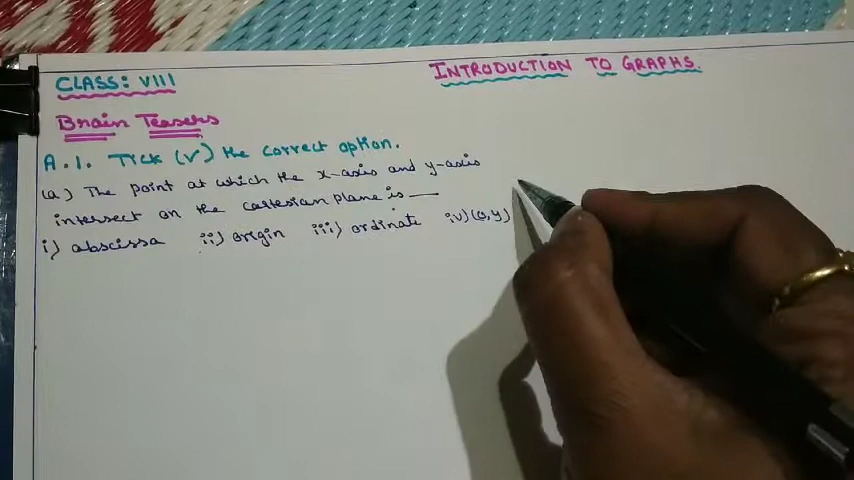 CLASS: VIII
INTRODUCTION TO GRAPHS.
Brain Teasers
A.1. Tick (√) the correct option.
(a) The point at which the x-axis and y-axis
intersect on the cartesian plane is ——
i) abscissa ii) origin iii) ordinate iv) (0,y)